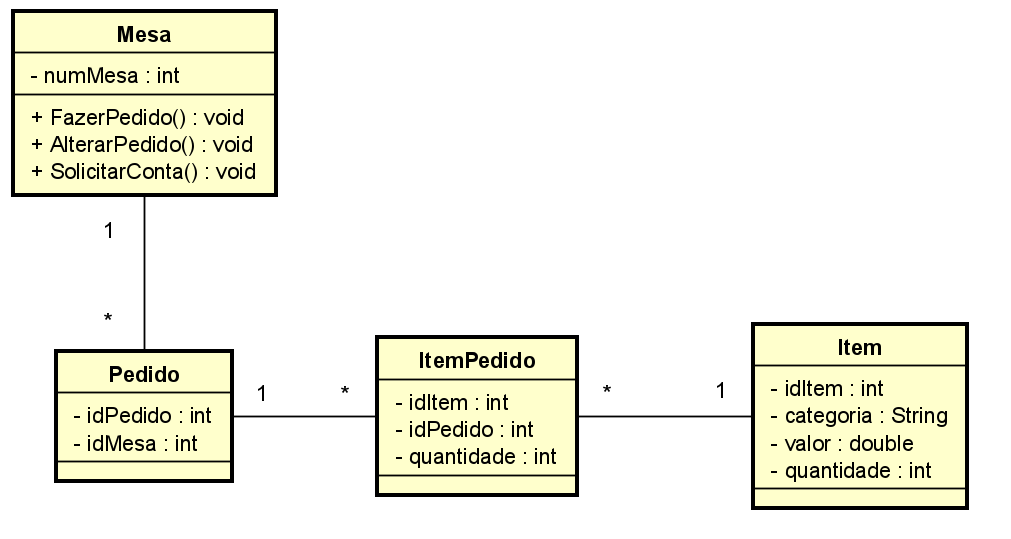 Mesa
- numMesa : int
+ FazerPedido() : void
+ AlterarPedido() : void
+ SolicitarConta() : void
1
*
Pedido
- idPedido : int
- idMesa : int
1
*
ItemPedido
- idItem : int
- idPedido : int
- quantidade : int
*
1
Item
- idItem : int
- categoria : String
- valor : double
- quantidade : int